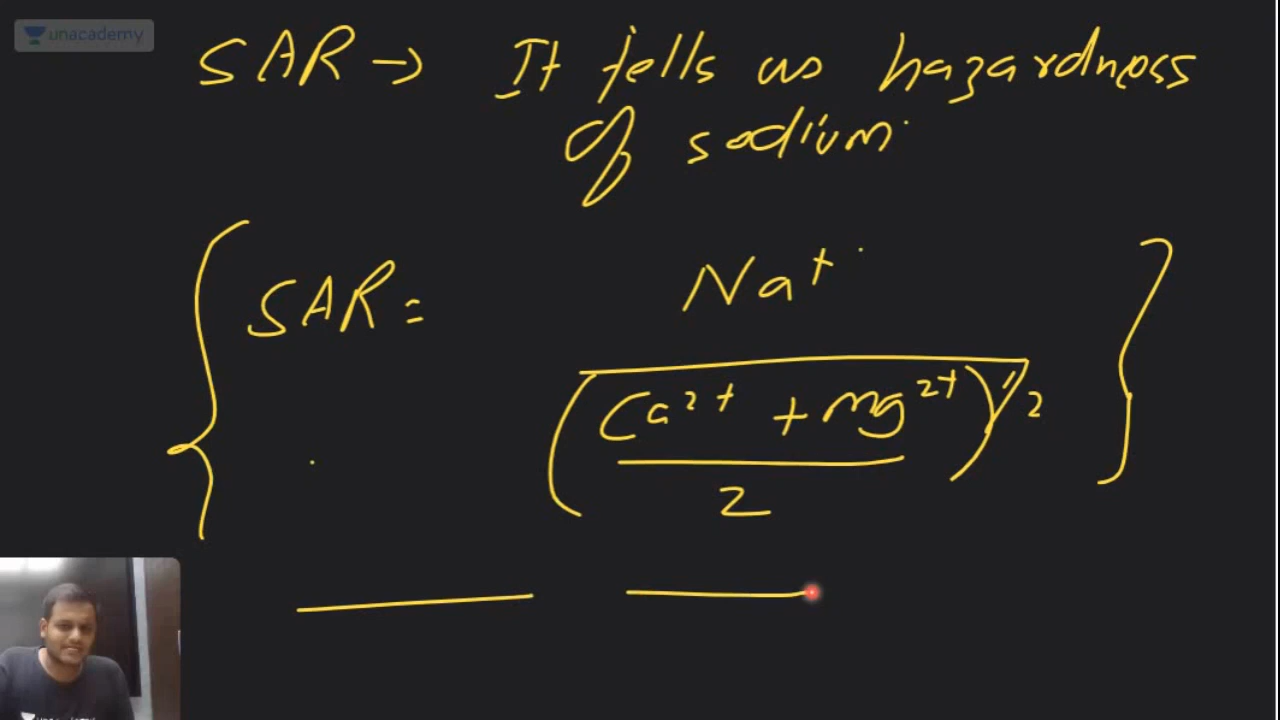 unacademy
SAR → It tells us hazardness
of sodium
SAR = Na⁺
(Ca²⁺ + Mg²⁺)^1/2
2